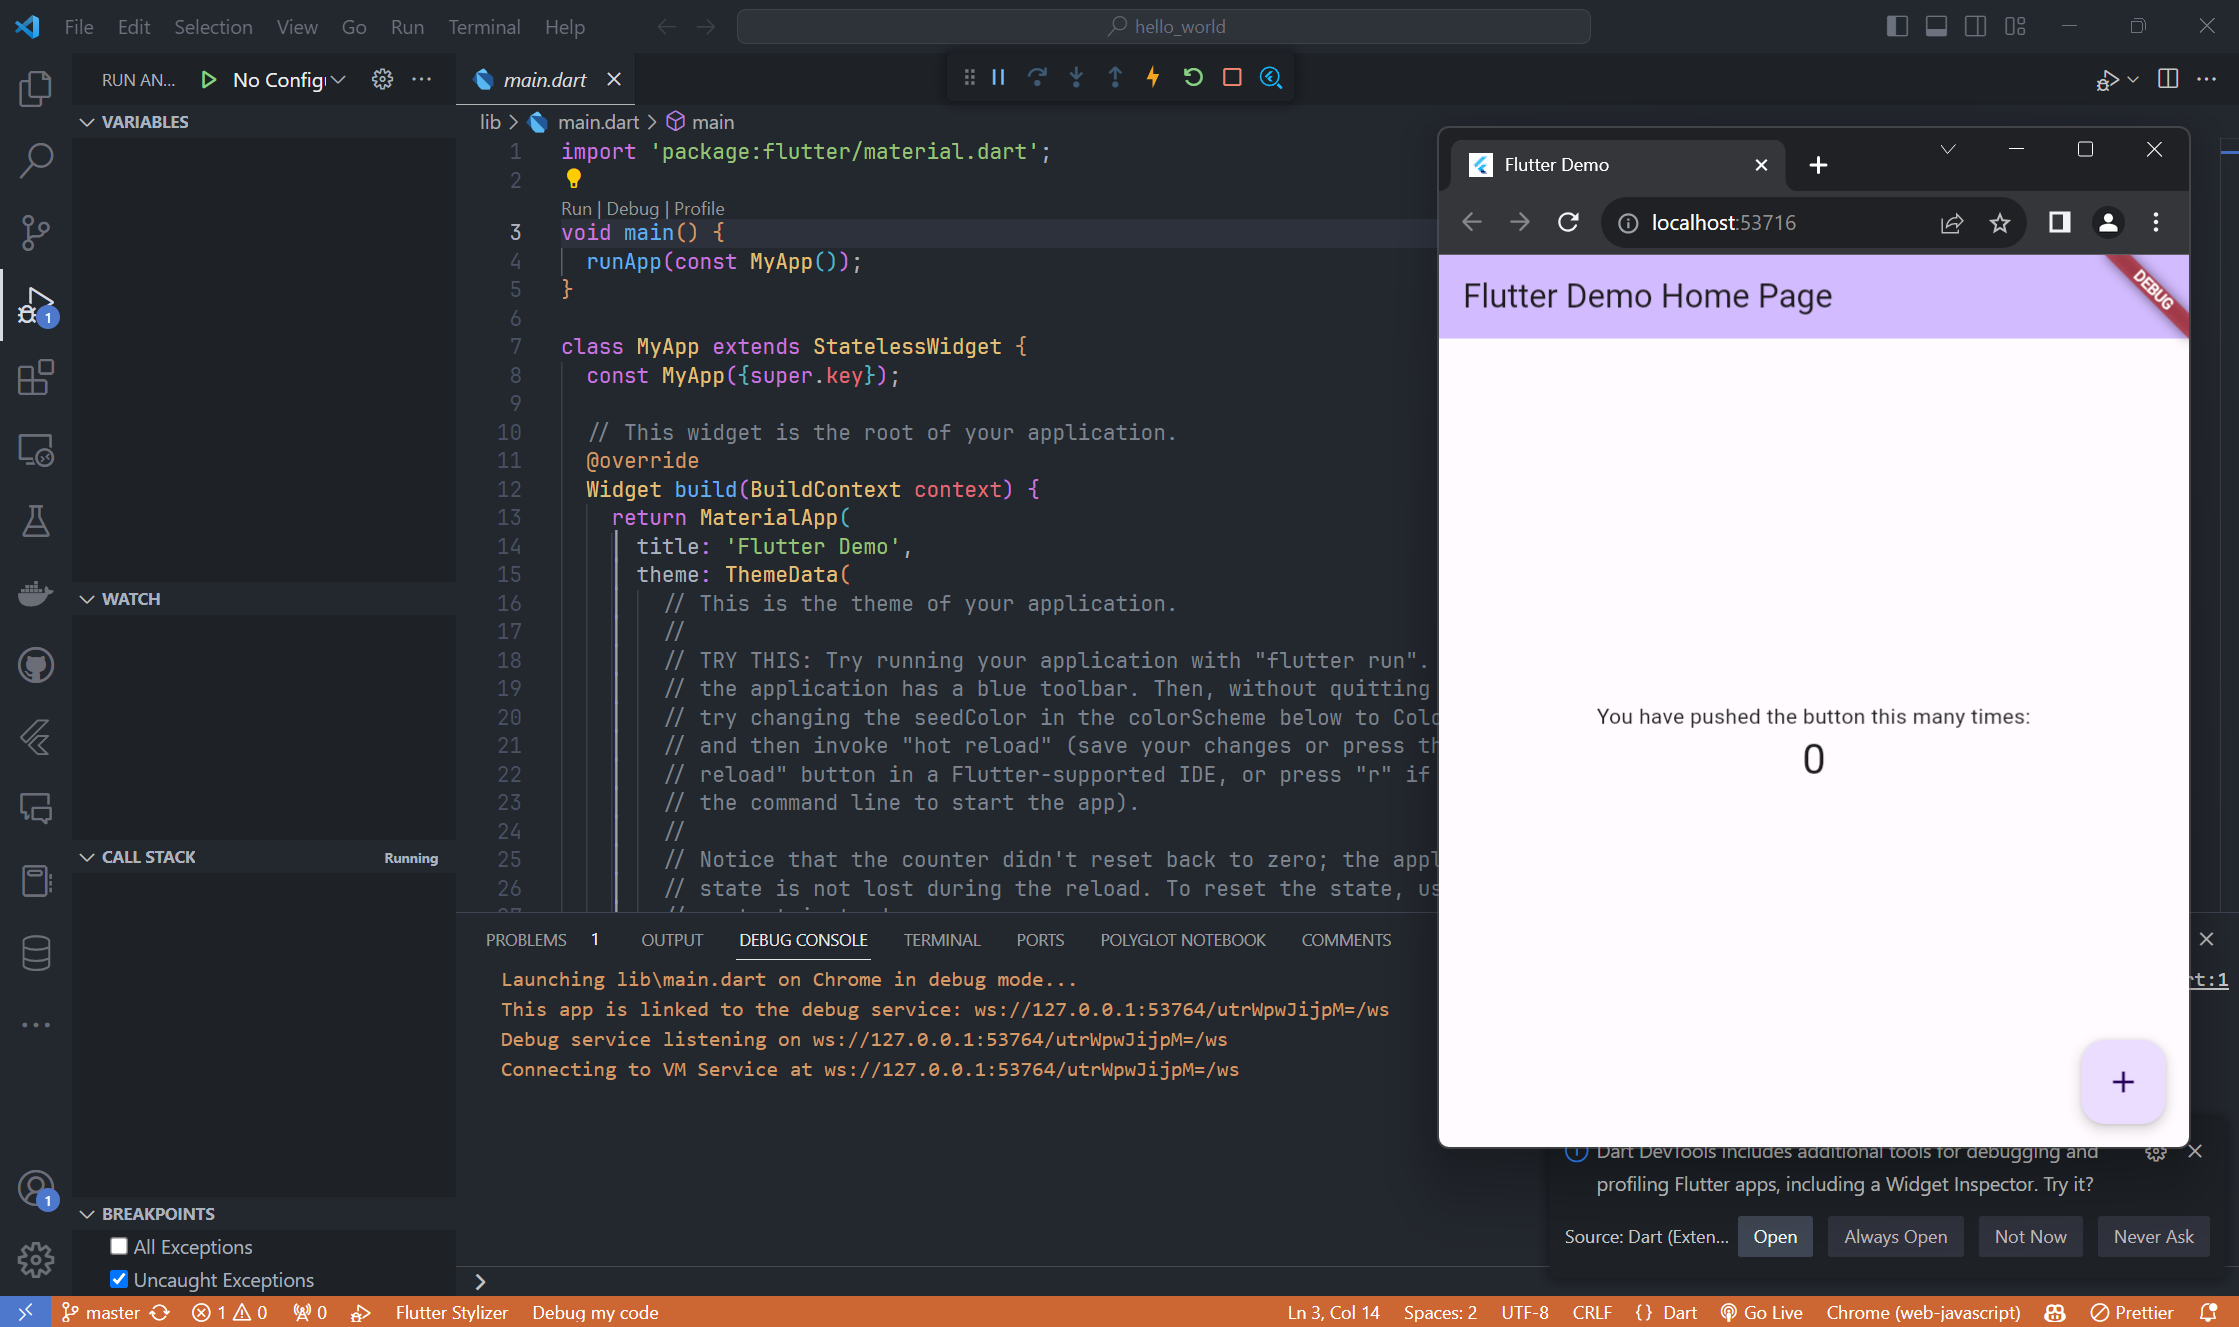 File Edit Selection View Go Run Terminal Help
hello_world
RUN AN... No Config
main.dart
lib > main.dart > main
VARIABLES
WATCH
CALL STACK Running
BREAKPOINTS
All Exceptions
Uncaught Exceptions
1
1
1 import 'package:flutter/material.dart';
2
Run | Debug | Profile
3 void main() {
4 runApp(const MyApp());
5 }
6
7 class MyApp extends StatelessWidget {
8 const MyApp({super.key});
9
10 // This widget is the root of your application.
11 @override
12 Widget build(BuildContext context) {
13 return MaterialApp(
14 title: 'Flutter Demo',
15 theme: ThemeData(
16 // This is the theme of your application.
17 //
18 // TRY THIS: Try running your application with "flutter run".
19 // the application has a blue toolbar. Then, without quitting
20 // try changing the seedColor in the colorScheme below to Colo
21 // and then invoke "hot reload" (save your changes or press th
22 // reload" button in a Flutter-supported IDE, or press "r" if
23 // the command line to start the app).
24 //
25 // Notice that the counter didn't reset back to zero; the appl
26 // state is not lost during the reload. To reset the state, us
PROBLEMS 1 OUTPUT DEBUG CONSOLE TERMINAL PORTS POLYGLOT NOTEBOOK COMMENTS
Launching lib\main.dart on Chrome in debug mode...
rt:1
This app is linked to the debug service: ws://127.0.0.1:53764/utrWpwJijpM=/ws
Debug service listening on ws://127.0.0.1:53764/utrWpwJijpM=/ws
Connecting to VM Service at ws://127.0.0.1:53764/utrWpwJijpM=/ws
Flutter Demo
localhost:53716
Flutter Demo Home Page
DEBUG
You have pushed the button this many times:
0
+
Dart DevTools includes additional tools for debugging and
profiling Flutter apps, including a Widget Inspector. Try it?
Source: Dart (Exten... Open Always Open Not Now Never Ask
master 1 0 0 Flutter Stylizer Debug my code Ln 3, Col 14 Spaces: 2 UTF-8 CRLF {} Dart Go Live Chrome (web-javascript) Prettier